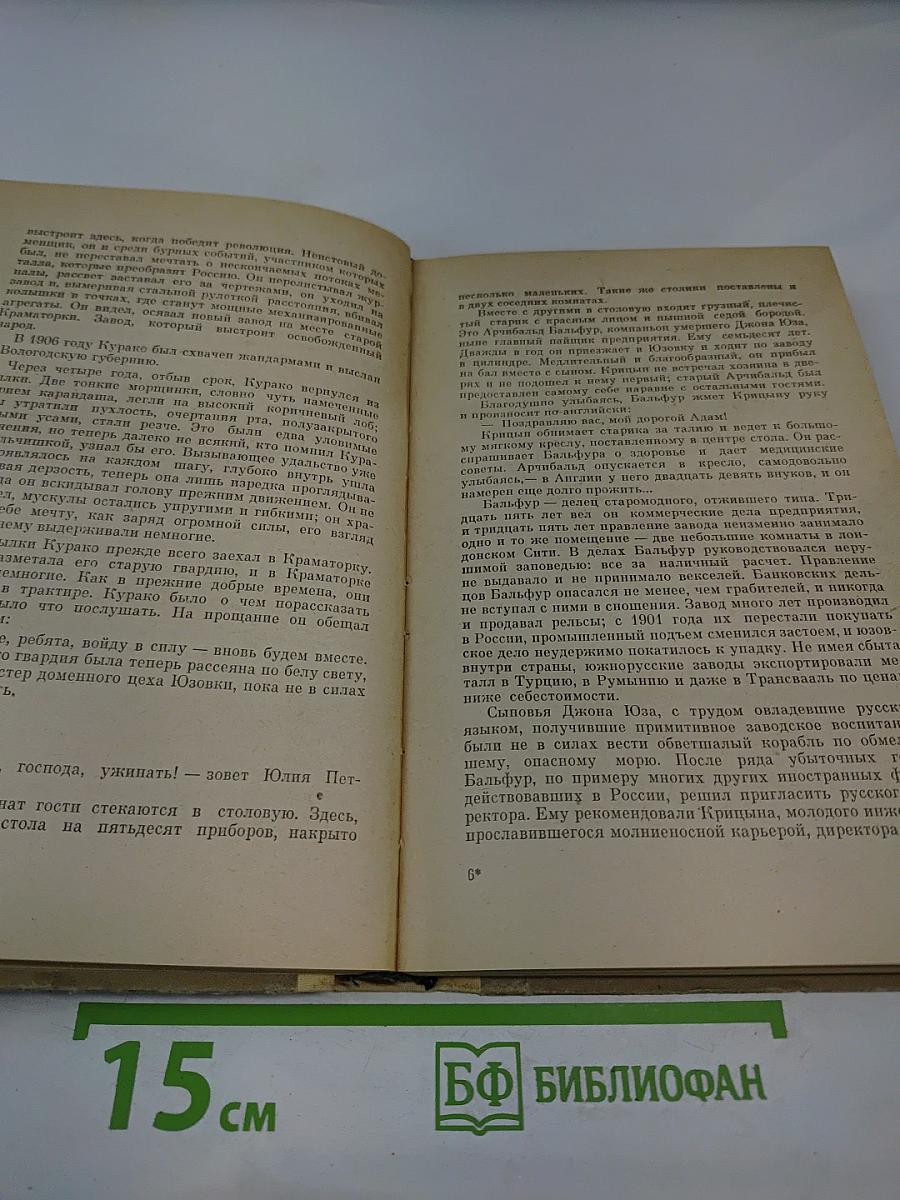 выстроит здесь, когда победит революция. Неистовый до-
менщик, он и среди бурных событий, участником которых
был, не переставал мечтать о нескончаемых потоках ме-
талла, которые преобразят Россию. Он перелистывал жур-
налы, рассвет заставал его за чертежами, он уходил на
завод и, вымеривая стальной рулеткой расстояния, вбивал
колышки в точках, где станут мощные механизированные
агрегаты. Он видел, осязал новый завод на месте старой
Краматорки. Завод, который выстроит освобожденный
народ.
В 1906 году Курако был схвачен жандармами и выслан
Вологодскую губернию.
Через четыре года, отбыв срок, Курако вернулся из
ылки. Две тонкие морщинки, словно чуть намеченные
рием карандаша, легли на высокий коричневый лоб;
утратили пухлость, очертания рта, полузакрытого
ыми усами, стали резче. Это были едва уловимые
нения, но теперь далеко не всякий, кто помнил Кура-
льчишкой, узнал бы его. Вызывающее удальство уже
оявлялось на каждом шагу, глубоко внутрь ушла
вая дерзость, теперь она лишь изредка проглядыва-
да он вскидывал голову прежним движением. Он не
ел, мускулы остались упругими и гибкими; он хра-
ебе мечту, как заряд огромной силы, его взгляд
нему выдерживали немногие.
ылки Курако прежде всего заехал в Краматорку.
азметала его старую гвардию, и в Краматорке
немногие. Как в прежние добрые времена, они
в трактире. Курако было о чем порассказать
ыло что послушать. На прощание он обещал
м:
е, ребята, войду в силу — вновь будем вместе.
го гвардия была теперь рассеяна по белу свету,
стер доменного цеха Юзовки, пока не в силах
ть.
, господа, ужинать! — зовет Юлия Пет-
е
нат гости стекаются в столовую. Здесь,
стола на пятьдесят приборов, накрыто
несколько маленьких. Такие же столики поставлены и
в двух соседних комнатах.
Вместе с другими в столовую входит грузный, плечис-
тый старик с красным лицом и пышной седой бородой.
Это Арчибальд Бальфур, компаньон умершего Джона Юза,
ныне главный пайщик предприятия. Ему семьдесят лет.
Дважды в год он приезжает в Юзовку и ходит по заводу
в цилиндре. Медлительный и благообразный, он прибыл
на бал вместе с сыном. Крицын не встречал хозяина в две-
рях и не подошел к нему первый; старый Арчибальд был
предоставлен самому себе наравне с остальными гостями.
Благодушно улыбаясь, Бальфур жмет Крицыну руку
и произносит по-английски:
— Поздравляю вас, мой дорогой Адам!
Крицын обнимает старика за талию и ведет к большо-
му мягкому креслу, поставленному в центре стола. Он рас-
спрашивает Бальфура о здоровье и дает медицинские
советы. Арчибальд опускается в кресло, самодовольно
улыбаясь,— в Англии у него двадцать девять внуков, и он
намерен еще долго прожить...
Бальфур — делец старомодного, отжившего типа. Три-
дцать пять лет вел он коммерческие дела предприятия,
и тридцать пять лет правление завода неизменно занимало
одно и то же помещение — две небольшие комнаты в лон-
донском Сити. В делах Бальфур руководствовался неру-
шимой заповедью: все за наличный расчет. Правление
не выдавало и не принимало векселей. Банковских дель-
цов Бальфур опасался не менее, чем грабителей, и никогда
не вступал с ними в сношения. Завод много лет производил
и продавал рельсы; с 1901 года их перестали покупать
в России, промышленный подъем сменился застоем, и юзов-
ское дело неудержимо покатилось к упадку. Не имея сбыта
внутри страны, южнорусские заводы экспортировали ме-
талл в Турцию, в Румынию и даже в Трансвааль по ценам
ниже себестоимости.
Сыновья Джона Юза, с трудом овладевшие русск
языком, получившие примитивное заводское воспитан
были не в силах вести обветшалый корабль по обмел
шему, опасному морю. После ряда убыточных г
Бальфур, по примеру многих других иностранных ф
действовавших в России, решил пригласить русског
ректора. Ему рекомендовали Крицына, молодого инже
прославившегося молниеносной карьерой, директора
6*
15 см
БФ БИБЛИОФАН